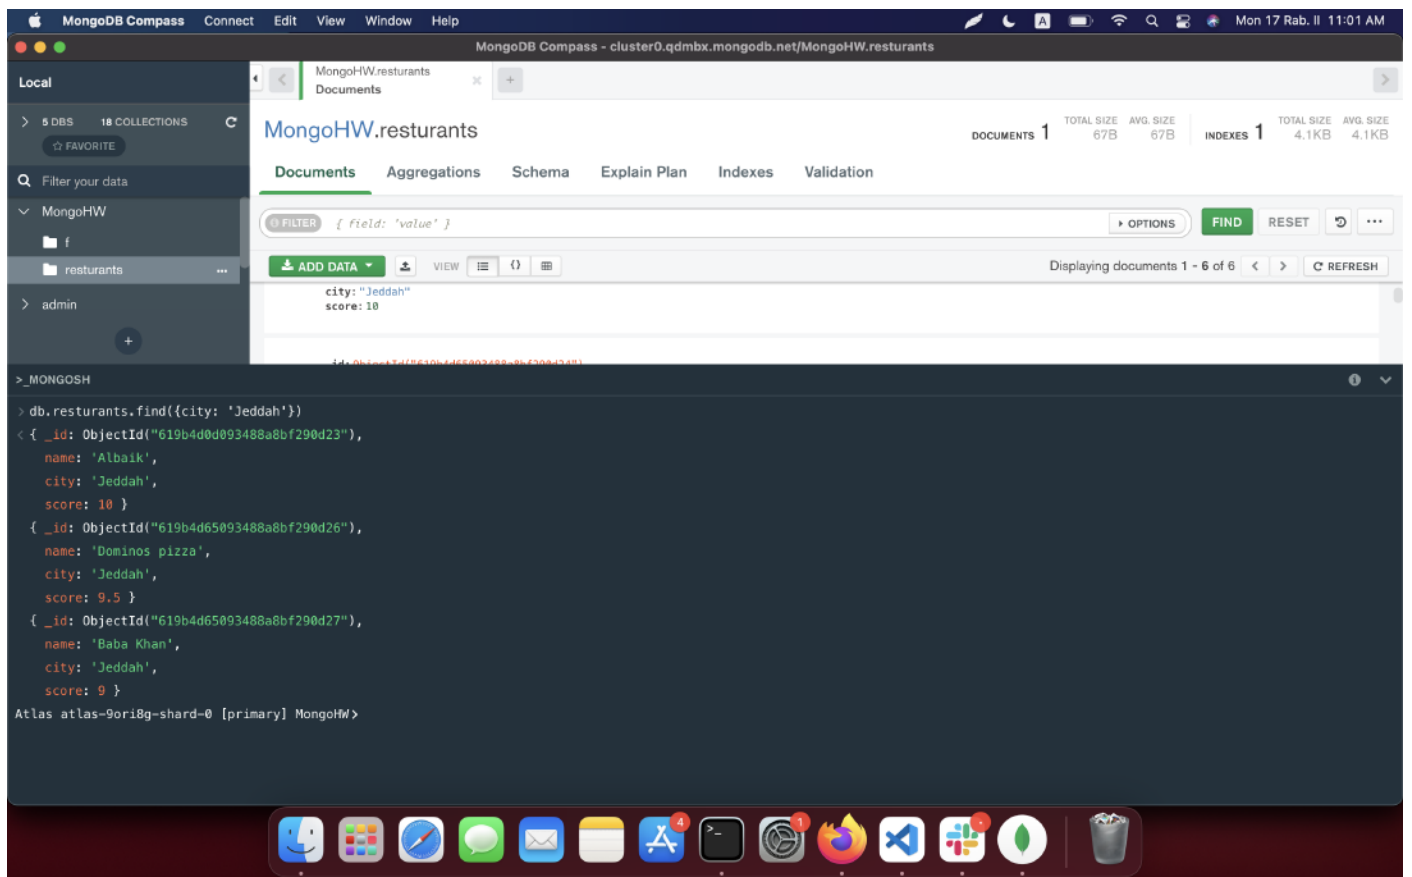 MongoDB Compass Connect Edit View Window Help A Mon 17 Rab. II 11:01 AM
MongoDB Compass - cluster0.qdmbx.mongodb.net/MongoHW.resturants
Local
MongoHW.resturants
Documents
5 DBS 18 COLLECTIONS
FAVORITE
MongoHW.resturants
DOCUMENTS 1 TOTAL SIZE 67B AVG. SIZE 67B INDEXES 1 TOTAL SIZE 4.1KB AVG. SIZE 4.1KB
Filter your data
Documents Aggregations Schema Explain Plan Indexes Validation
MongoHW
f
resturants ...
admin
FILTER { field: 'value' } OPTIONS FIND RESET ...
ADD DATA VIEW {} Displaying documents 1 - 6 of 6 REFRESH
city: "Jeddah"
score: 10
_id: ObjectId("619b4d65093488a8bf290d24")
>_MONGOSH
> db.resturants.find({city: 'Jeddah'})
< { _id: ObjectId("619b4d0d093488a8bf290d23"),
name: 'Albaik',
city: 'Jeddah',
score: 10 }
{ _id: ObjectId("619b4d65093488a8bf290d26"),
name: 'Dominos pizza',
city: 'Jeddah',
score: 9.5 }
{ _id: ObjectId("619b4d65093488a8bf290d27"),
name: 'Baba Khan',
city: 'Jeddah',
score: 9 }
Atlas atlas-9ori8g-shard-0 [primary] MongoHW>
4
>_
1